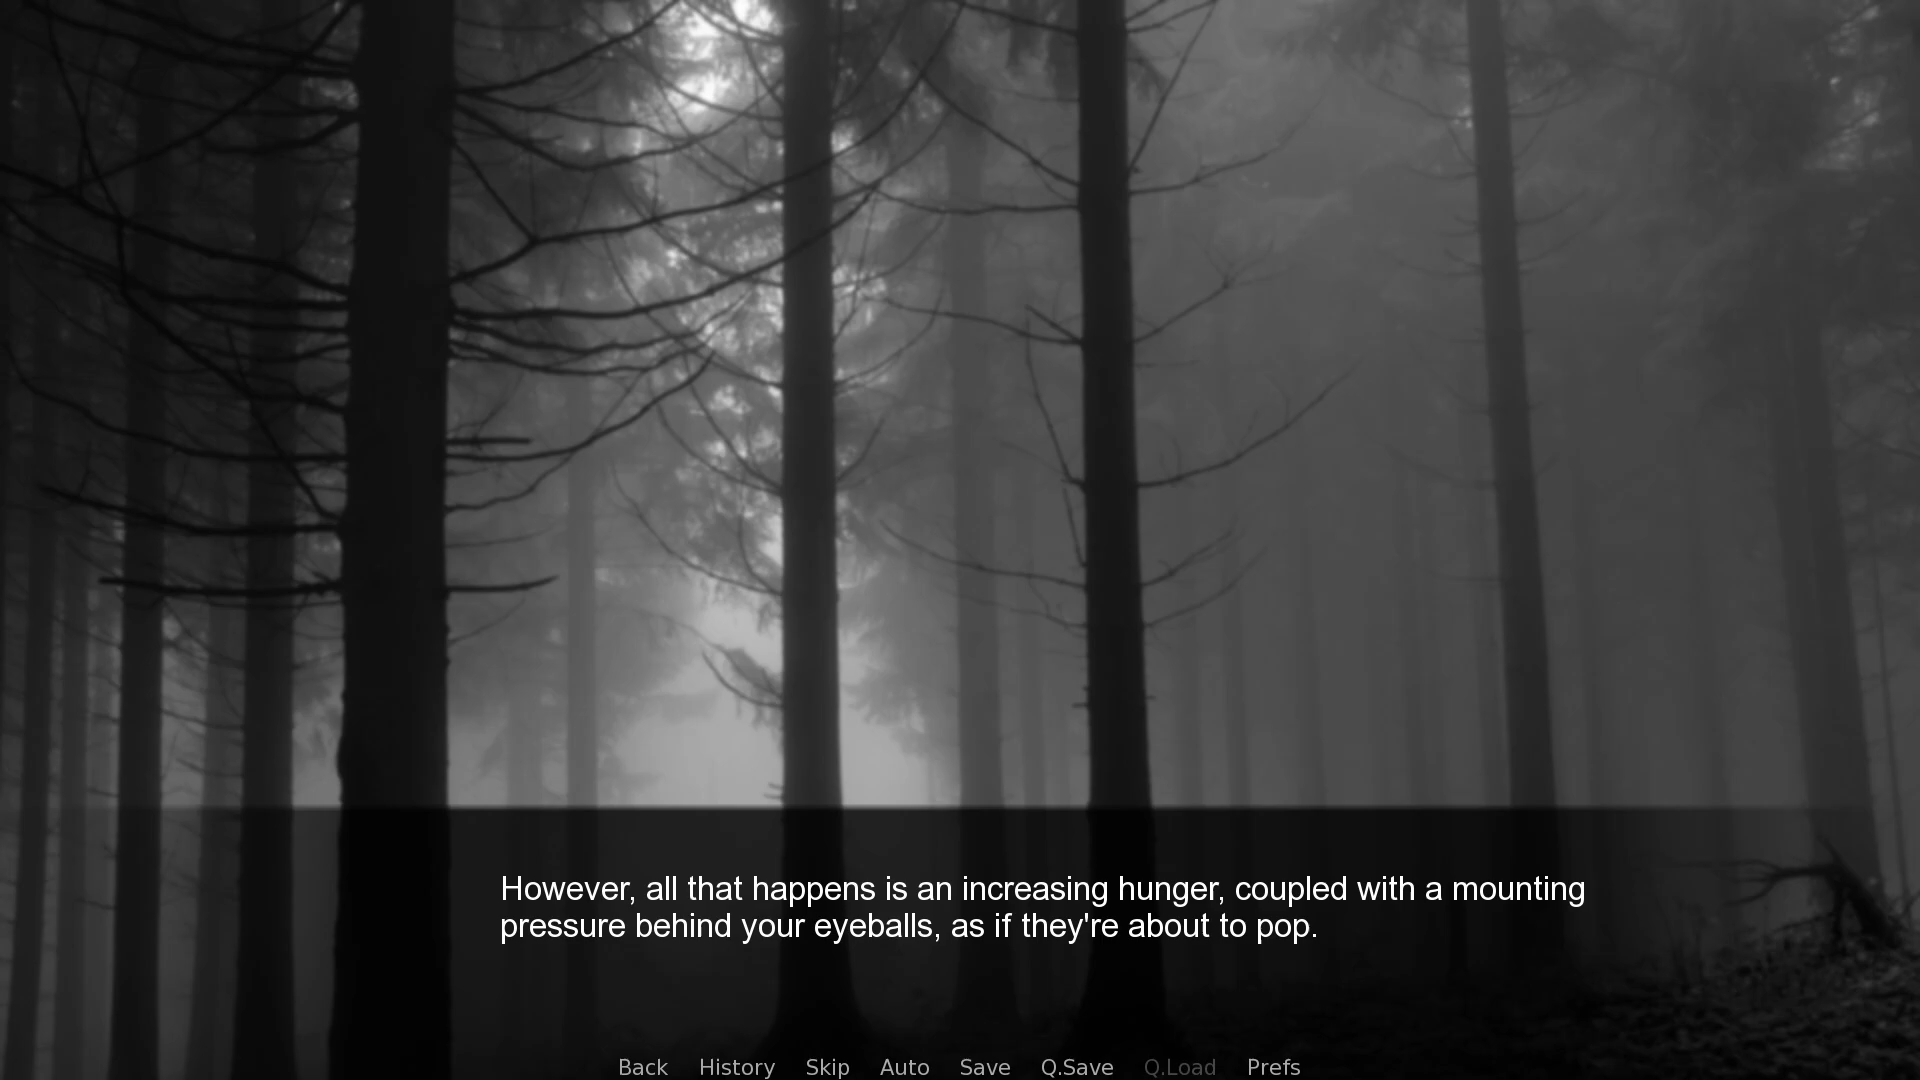 However, all that happens is an increasing hunger, coupled with a mounting
pressure behind your eyeballs, as if they're about to pop.
Back History Skip Auto Save Q.Save Q.Load Prefs